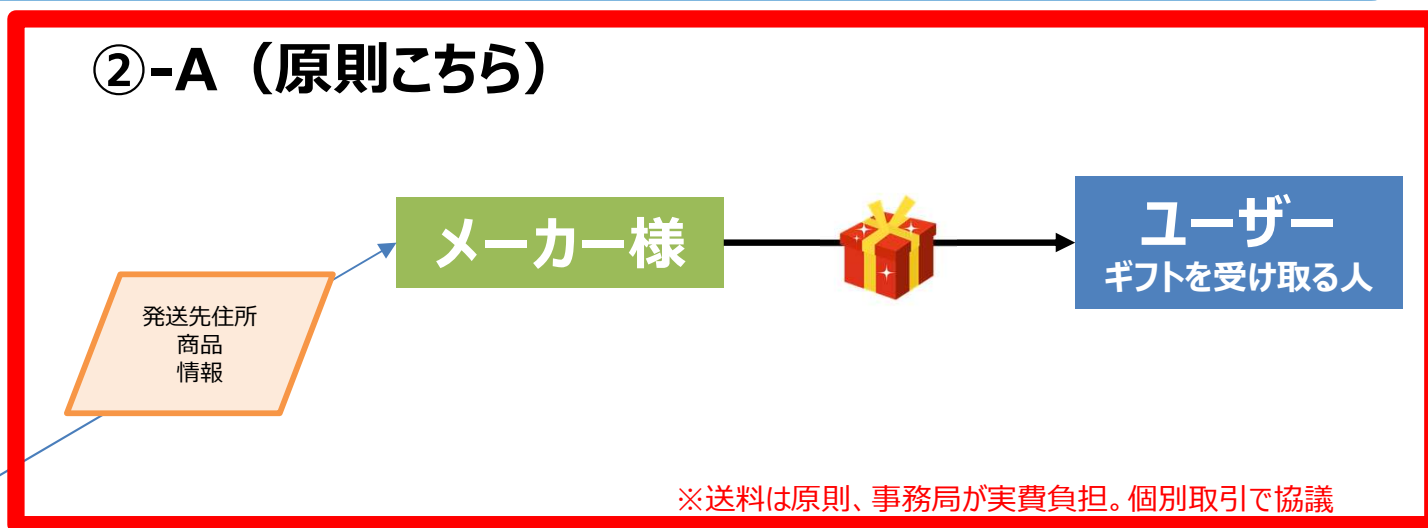 ②-A（原則こちら）
メーカー様
ユーザー
ギフトを受け取る人
発送先住所
商品
情報
※送料は原則、事務局が実費負担。個別取引で協議